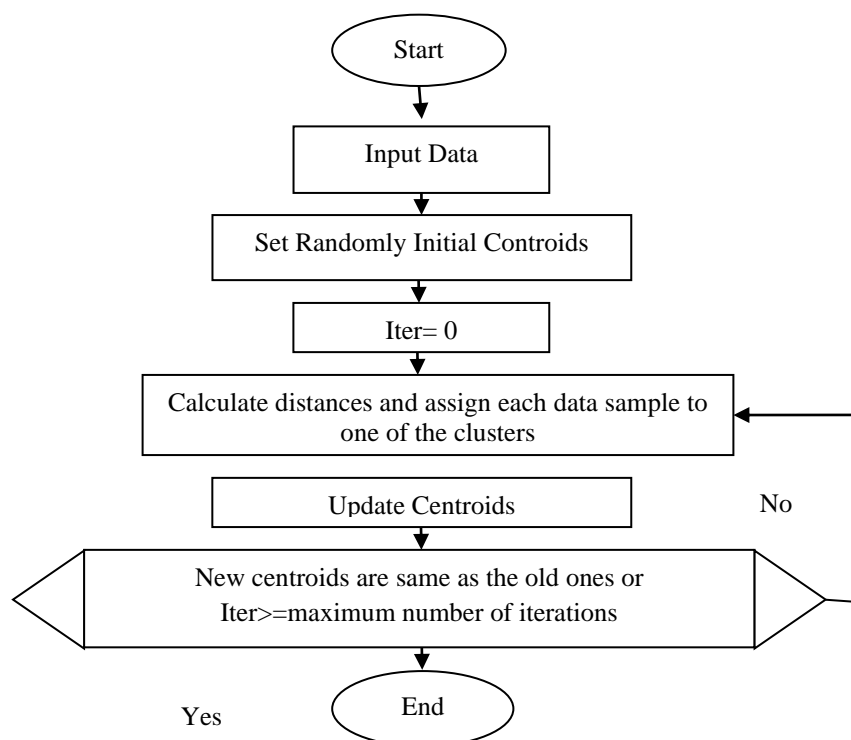 Start
Input Data
Set Randomly Initial Controids
Iter= 0
Calculate distances and assign each data sample to
one of the clusters
Update Centroids
No
New centroids are same as the old ones or
Iter>=maximum number of iterations
End
Yes